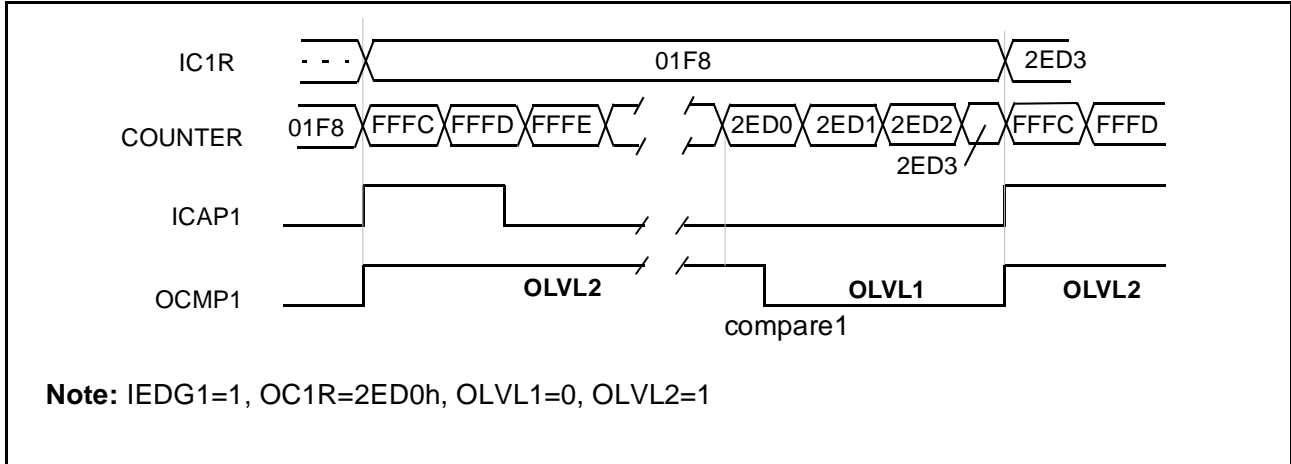 IC1R - - - 01F8 2ED3
COUNTER 01F8 FFFC FFFD FFFE 2ED0 2ED1 2ED2 FFFC FFFD
2ED3
ICAP1
OCMP1 OLVL2 OLVL1 OLVL2
compare1
Note: IEDG1=1, OC1R=2ED0h, OLVL1=0, OLVL2=1